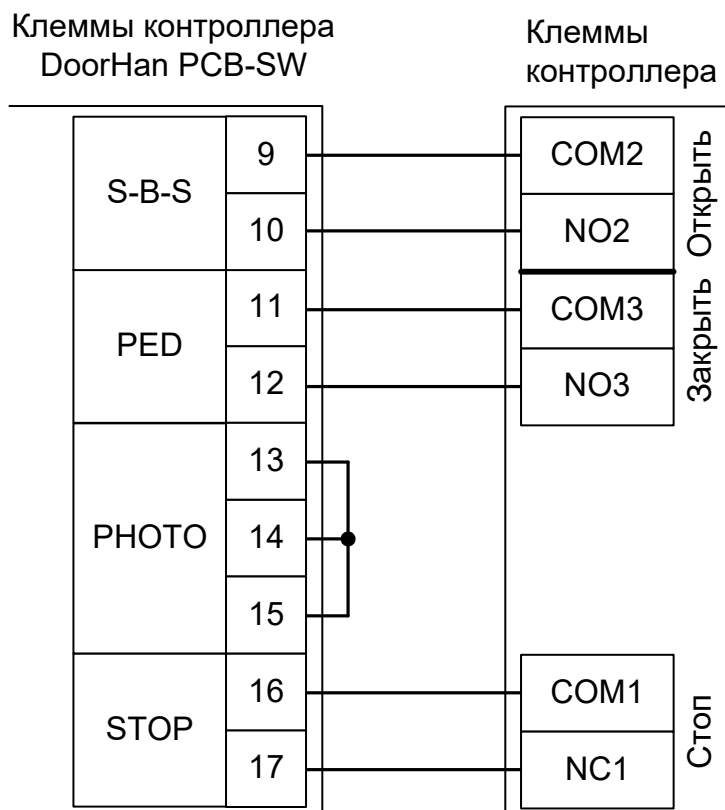 Клеммы контроллера
DoorHan PCB-SW
Клеммы
контроллера
S-B-S
9
10
PED
11
12
PHOTO
13
14
15
STOP
16
17
COM2
NO2
Открыть
COM3
NO3
Закрыть
COM1
NC1
Стоп